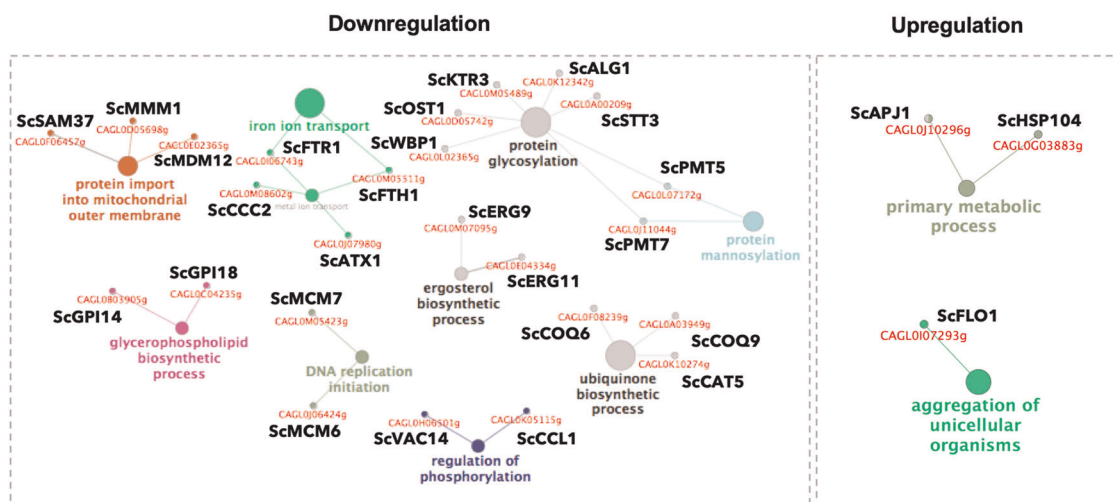 Downregulation
Upregulation
ScSAM37
CAGL0F06457g
ScMMM1
CAGL0D05698g
CAGL0E02365g
ScMDM12
protein import
into mitochondrial
outer membrane
iron ion transport
ScFTR1
CAGL0I06743g
ScWBP1
CAGL0L02365g
CAGL0M05511g
ScFTH1
CAGL0M08602g
ScCCC2
metal ion transport
CAGL0J07980g
ScATX1
ScKTR3
CAGL0M05489g
ScALG1
CAGL0K12342g
ScOST1
CAGL0D05742g
CAGL0A00209g
ScSTT3
protein
glycosylation
ScPMT5
CAGL0L07172g
CAGL0J11044g
ScPMT7
protein
mannosylation
ScERG9
CAGL0M07095g
CAGL0E04334g
ScERG11
ergosterol
biosynthetic
process
ScGPI18
CAGL0C04235g
CAGL0B03905g
ScGPI14
glycerophospholipid
biosynthetic
process
ScMCM7
CAGL0M05423g
DNA replication
initiation
CAGL0J06424g
ScMCM6
CAGL0F08239g
ScCOQ6
CAGL0A03949g
ScCOQ9
CAGL0K10274g
ScCAT5
ubiquinone
biosynthetic
process
CAGL0H06501g
ScVAC14
CAGL0K05115g
ScCCL1
regulation of
phosphorylation
ScAPJ1
CAGL0J10296g
ScHSP104
CAGL0G03883g
primary metabolic
process
ScFLO1
CAGL0I07293g
aggregation of
unicellular
organisms